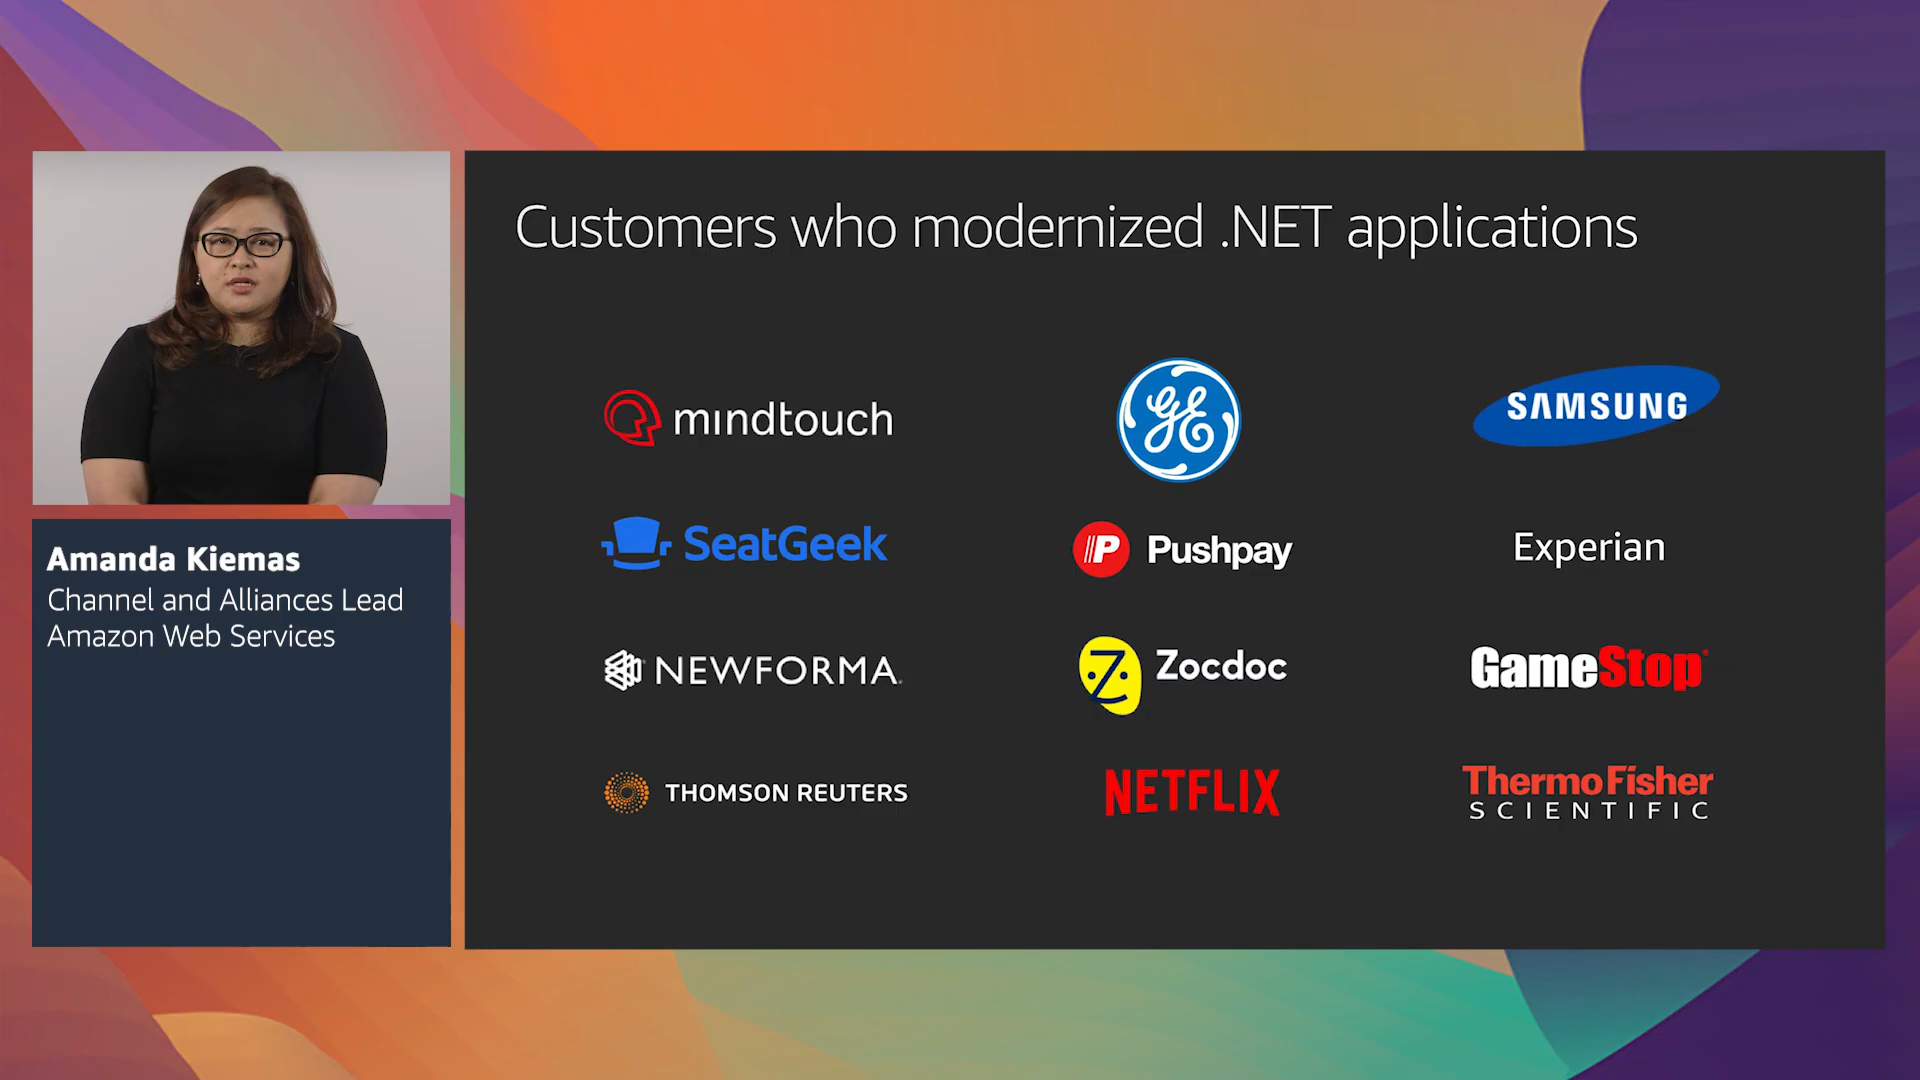 Customers who modernized .NET applications
mindtouch
GE
SAMSUNG
SeatGeek
Pushpay
Experian
NEWFORMA
Zocdoc
GameStop
THOMSON REUTERS
NETFLIX
ThermoFisher
SCIENTIFIC
Amanda Kiemas
Channel and Alliances Lead
Amazon Web Services